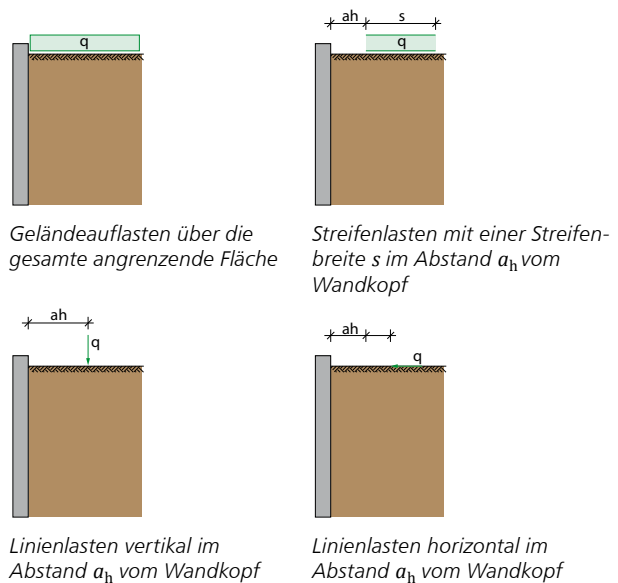 q
Geländeauflasten über die
gesamte angrenzende Fläche
ah s
q
Streifenlasten mit einer Streifen-
breite s im Abstand ah vom
Wandkopf
ah
q
Linienlasten vertikal im
Abstand ah vom Wandkopf
ah
q
Linienlasten horizontal im
Abstand ah vom Wandkopf